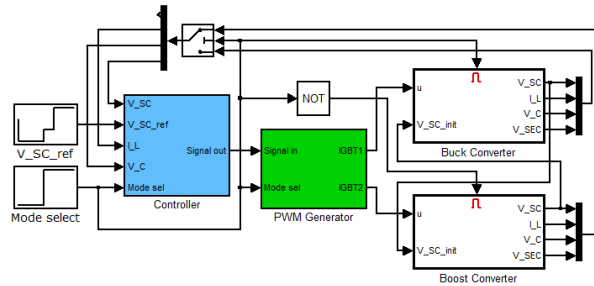 V_SC_ref
Mode select
V_SC
V_SC_ref
I_L
V_C
Mode sel
Signal out
Controller
NOT
Signal in
Mode sel
IGBT1
IGBT2
PWM Generator
u
V_SC_init
V_SC
I_L
V_C
V_SEC
Buck Converter
u
V_SC_init
V_SC
I_L
V_C
V_SEC
Boost Converter